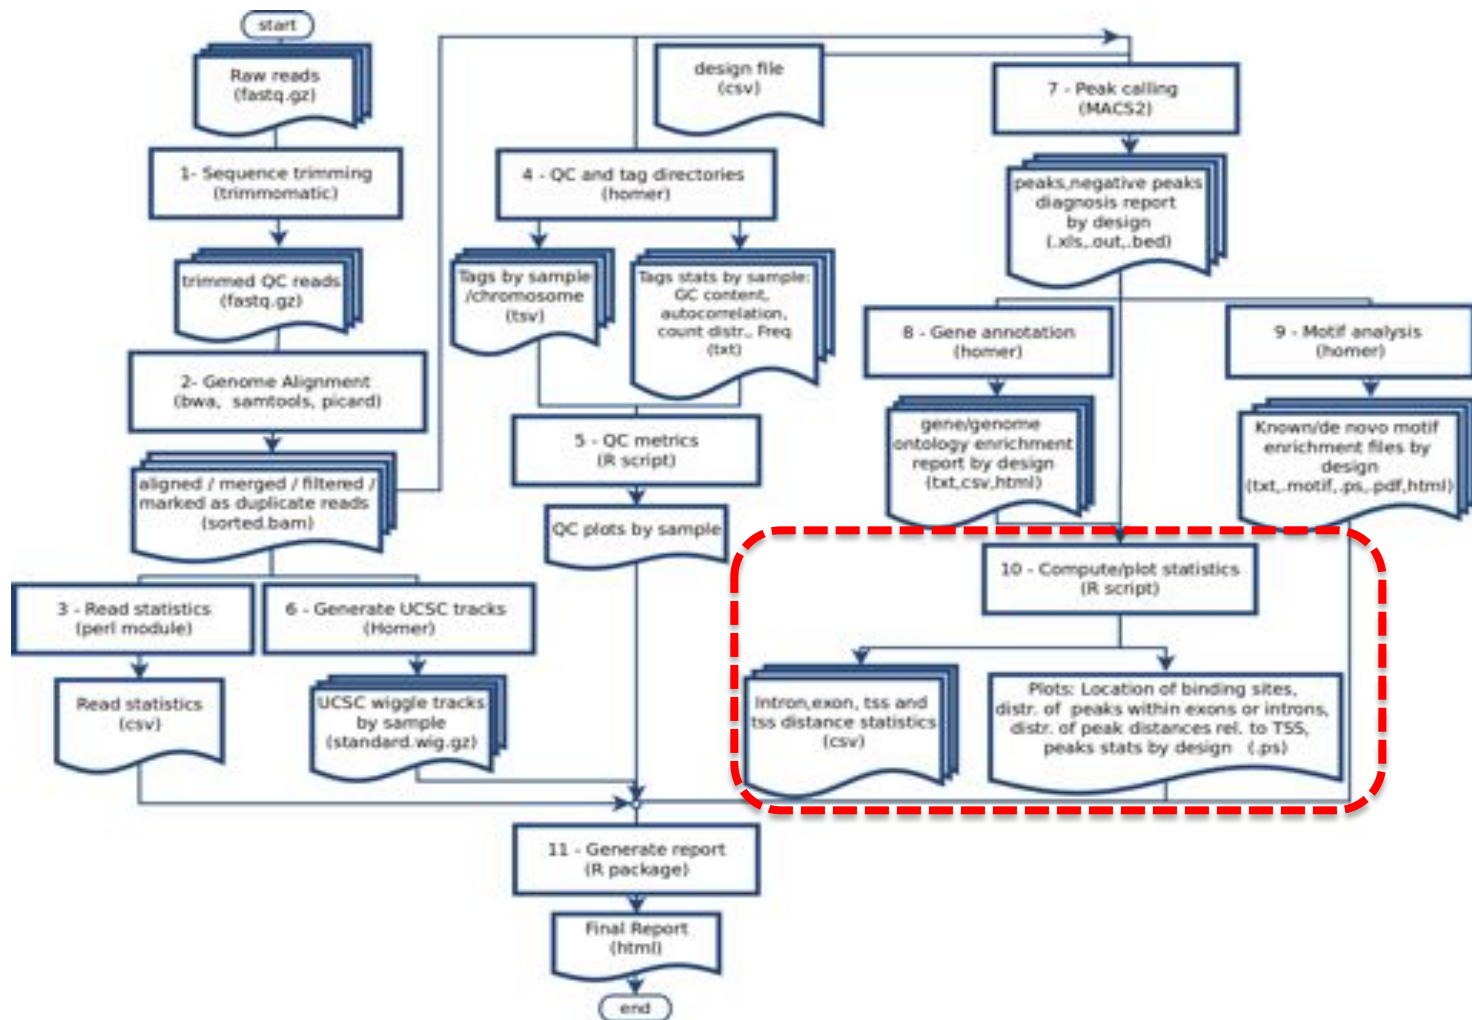 start
Raw reads
(fastq.gz)
1- Sequence trimming
(trimmomatic)
trimmed QC reads
(fastq.gz)
2- Genome Alignment
(bwa, samtools, picard)
aligned / merged / filtered /
marked as duplicate reads
(sorted.bam)
3 - Read statistics
(perl module)
Read statistics
(csv)
6 - Generate UCSC tracks
(Homer)
UCSC wiggle tracks
by sample
(standard.wig.gz)
design file
(csv)
4 - QC and tag directories
(homer)
Tags by sample
/chromosome
(tsv)
Tags stats by sample:
GC content,
autocorrelation,
count distr., Freq
(txt)
5 - QC metrics
(R script)
QC plots by sample
7 - Peak calling
(MACS2)
peaks,negative peaks
diagnosis report
by design
(.xls,.out,.bed)
8 - Gene annotation
(homer)
gene/genome
ontology enrichment
report by design
(txt,csv,html)
9 - Motif analysis
(homer)
Known/de novo motif
enrichment files by
design
(txt,.motif,.ps,.pdf,html)
10 - Compute/plot statistics
(R script)
Intron,exon, tss and
tss distance statistics
(csv)
Plots: Location of binding sites,
distr. of peaks within exons or introns,
distr. of peak distances rel. to TSS,
peaks stats by design (.ps)
11 - Generate report
(R package)
Final Report
(html)
end